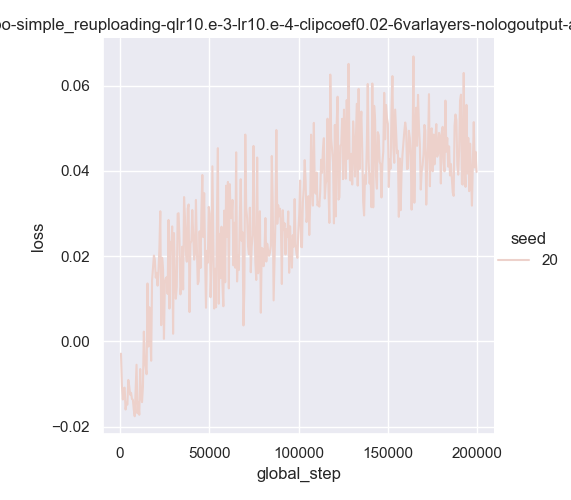 oo-simple_reuploading-qlr10.e-3-lr10.e-4-clipcoef0.02-6varlayers-nologoutput-a
0.06
0.04
0.02
0.00
−0.02
loss
seed
20
0
50000
100000
150000
200000
global_step